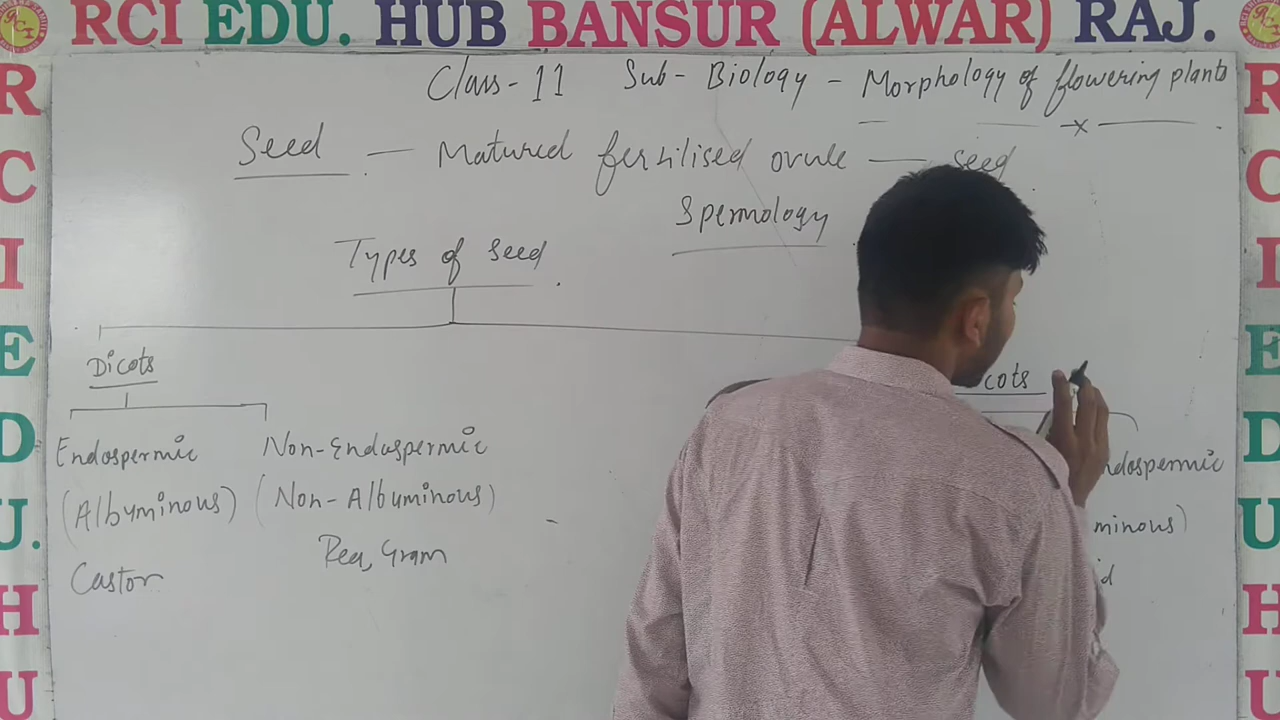 RCI EDU. HUB BANSUR (ALWAR) RAJ.
R
C
I
E
D
U.
H
U
Class-11 Sub-Biology - Morphology of flowering plants
Seed - Matured fertilised ovule - seed
Spermology
Types of seed
Dicots
cots
Endospermic
Non-Endospermic
ndospermic
(Albuminous)
(Non-Albuminous)
minous)
Castor
Pea, Gram
id
R
C
I
E
D
U
H
U